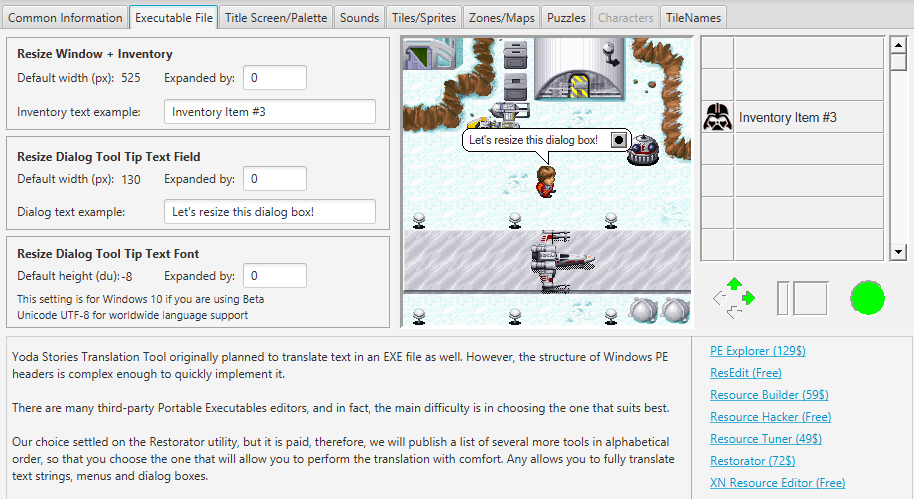 Common Information
Executable File
Title Screen/Palette
Sounds
Tiles/Sprites
Zones/Maps
Puzzles
Characters
TileNames
Resize Window + Inventory
Default width (px): 525 Expanded by: 0
Inventory text example: Inventory Item #3
Resize Dialog Tool Tip Text Field
Default width (px): 130 Expanded by: 0
Dialog text example: Let's resize this dialog box!
Resize Dialog Tool Tip Text Font
Default height (du): -8 Expanded by: 0
This setting is for Windows 10 if you are using Beta
Unicode UTF-8 for worldwide language support
Let's resize this dialog box!
Inventory Item #3
Yoda Stories Translation Tool originally planned to translate text in an EXE file as well. However, the structure of Windows PE
headers is complex enough to quickly implement it.
There are many third-party Portable Executables editors, and in fact, the main difficulty is in choosing the one that suits best.
Our choice settled on the Restorator utility, but it is paid, therefore, we will publish a list of several more tools in alphabetical
order, so that you choose the one that will allow you to perform the translation with comfort. Any allows you to fully translate
text strings, menus and dialog boxes.
PE Explorer (129$)
ResEdit (Free)
Resource Builder (59$)
Resource Hacker (Free)
Resource Tuner (49$)
Restorator (72$)
XN Resource Editor (Free)